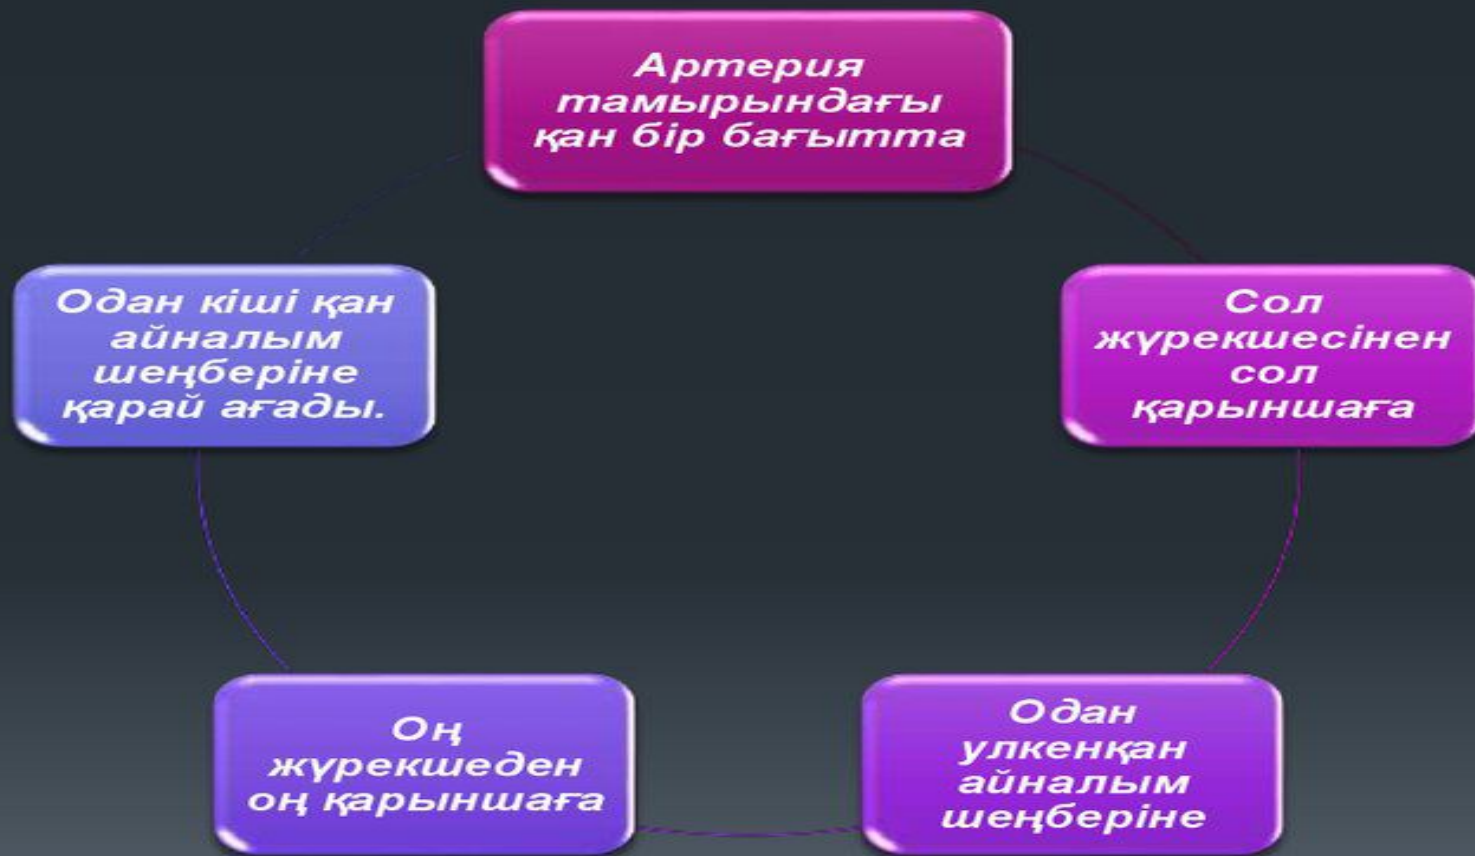 Артерия
тамырындағы
қан бір бағытта
Сол
жүрекшесінен
сол
қарыншаға
Одан
улкенқан
айналым
шеңберіне
Оң
жүрекшеден
оң қарыншаға
Одан кіші қан
айналым
шеңберіне
қарай ағады.